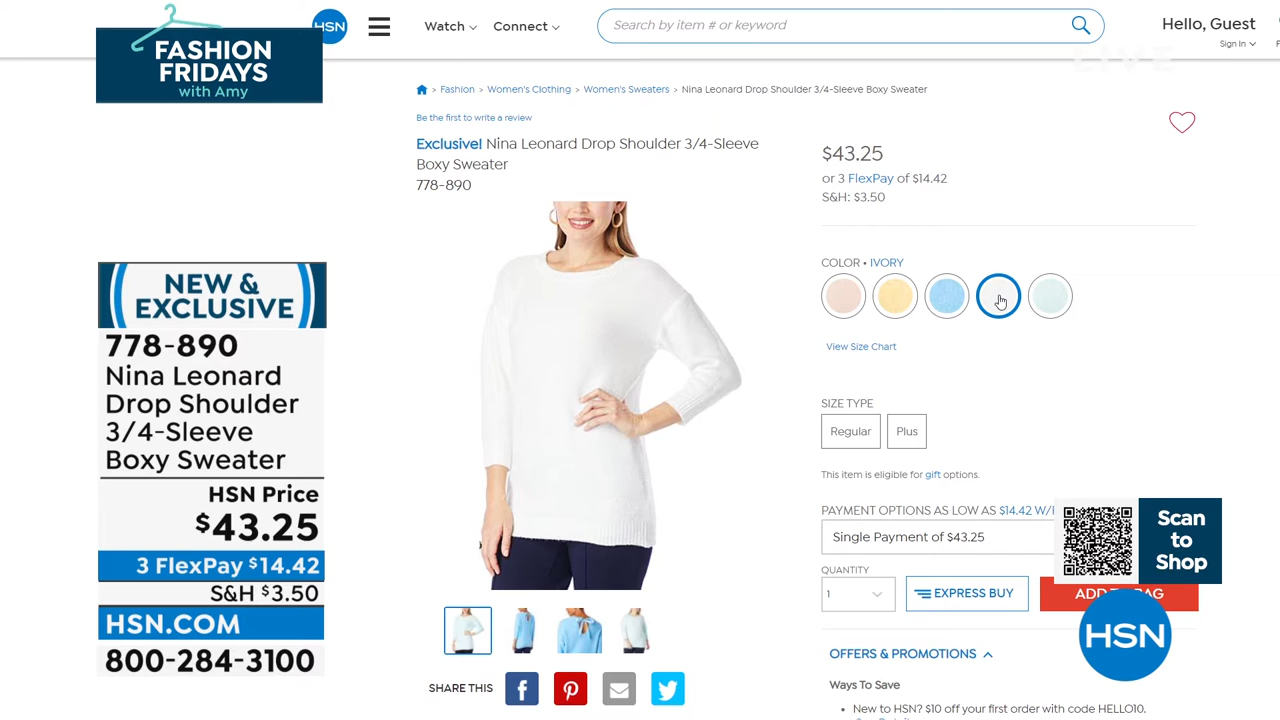 FASHION
FRIDAYS
with Amy
HSN
Watch
Connect
Search by item # or keyword
Hello, Guest
Sign In
LIVE
> Fashion > Women's Clothing > Women's Sweaters > Nina Leonard Drop Shoulder 3/4-Sleeve Boxy Sweater
Be the first to write a review
Exclusive! Nina Leonard Drop Shoulder 3/4-Sleeve
Boxy Sweater
778-890
$43.25
or 3 FlexPay of $14.42
S&H: $3.50
COLOR • IVORY
View Size Chart
SIZE TYPE
Regular
Plus
This item is eligible for gift options.
PAYMENT OPTIONS AS LOW AS $14.42 W/
Single Payment of $43.25
QUANTITY
1
EXPRESS BUY
Scan
to
Shop
HSN
OFFERS & PROMOTIONS
Ways To Save
• New to HSN? $10 off your first order with code HELLO10.
SHARE THIS
NEW &
EXCLUSIVE
778-890
Nina Leonard
Drop Shoulder
3/4-Sleeve
Boxy Sweater
HSN Price
$43.25
3 FlexPay $14.42
S&H $3.50
HSN.COM
800-284-3100